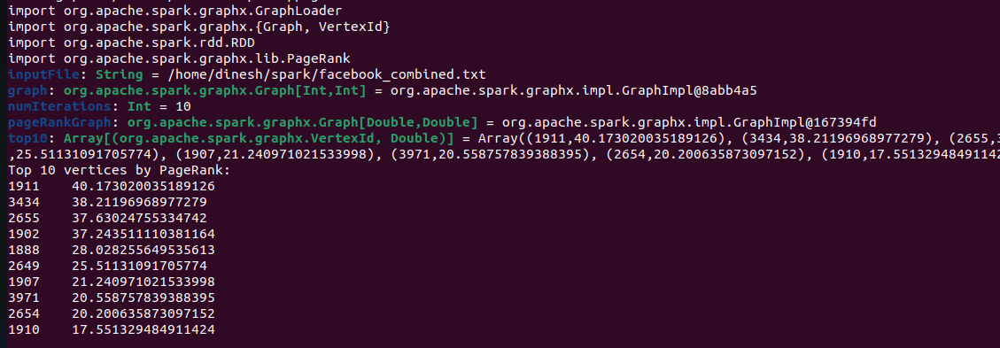 import org.apache.spark.graphx.GraphLoader
import org.apache.spark.graphx.{Graph, VertexId}
import org.apache.spark.rdd.RDD
import org.apache.spark.graphx.lib.PageRank
inputFile: String = /home/dinesh/spark/facebook_combined.txt
graph: org.apache.spark.graphx.Graph[Int,Int] = org.apache.spark.graphx.impl.GraphImpl@8abb4a5
numIterations: Int = 10
pageRankGraph: org.apache.spark.graphx.Graph[Double,Double] = org.apache.spark.graphx.impl.GraphImpl@167394fd
top10: Array[(org.apache.spark.graphx.VertexId, Double)] = Array((1911,40.173020035189126), (3434,38.21196968977279), (2655,3
,25.51131091705774), (1907,21.240971021533998), (3971,20.558757839388395), (2654,20.200635873097152), (1910,17.55132948491142
Top 10 vertices by PageRank:
1911 40.173020035189126
3434 38.21196968977279
2655 37.63024755334742
1902 37.243511110381164
1888 28.028255649535613
2649 25.51131091705774
1907 21.240971021533998
3971 20.558757839388395
2654 20.200635873097152
1910 17.551329484911424